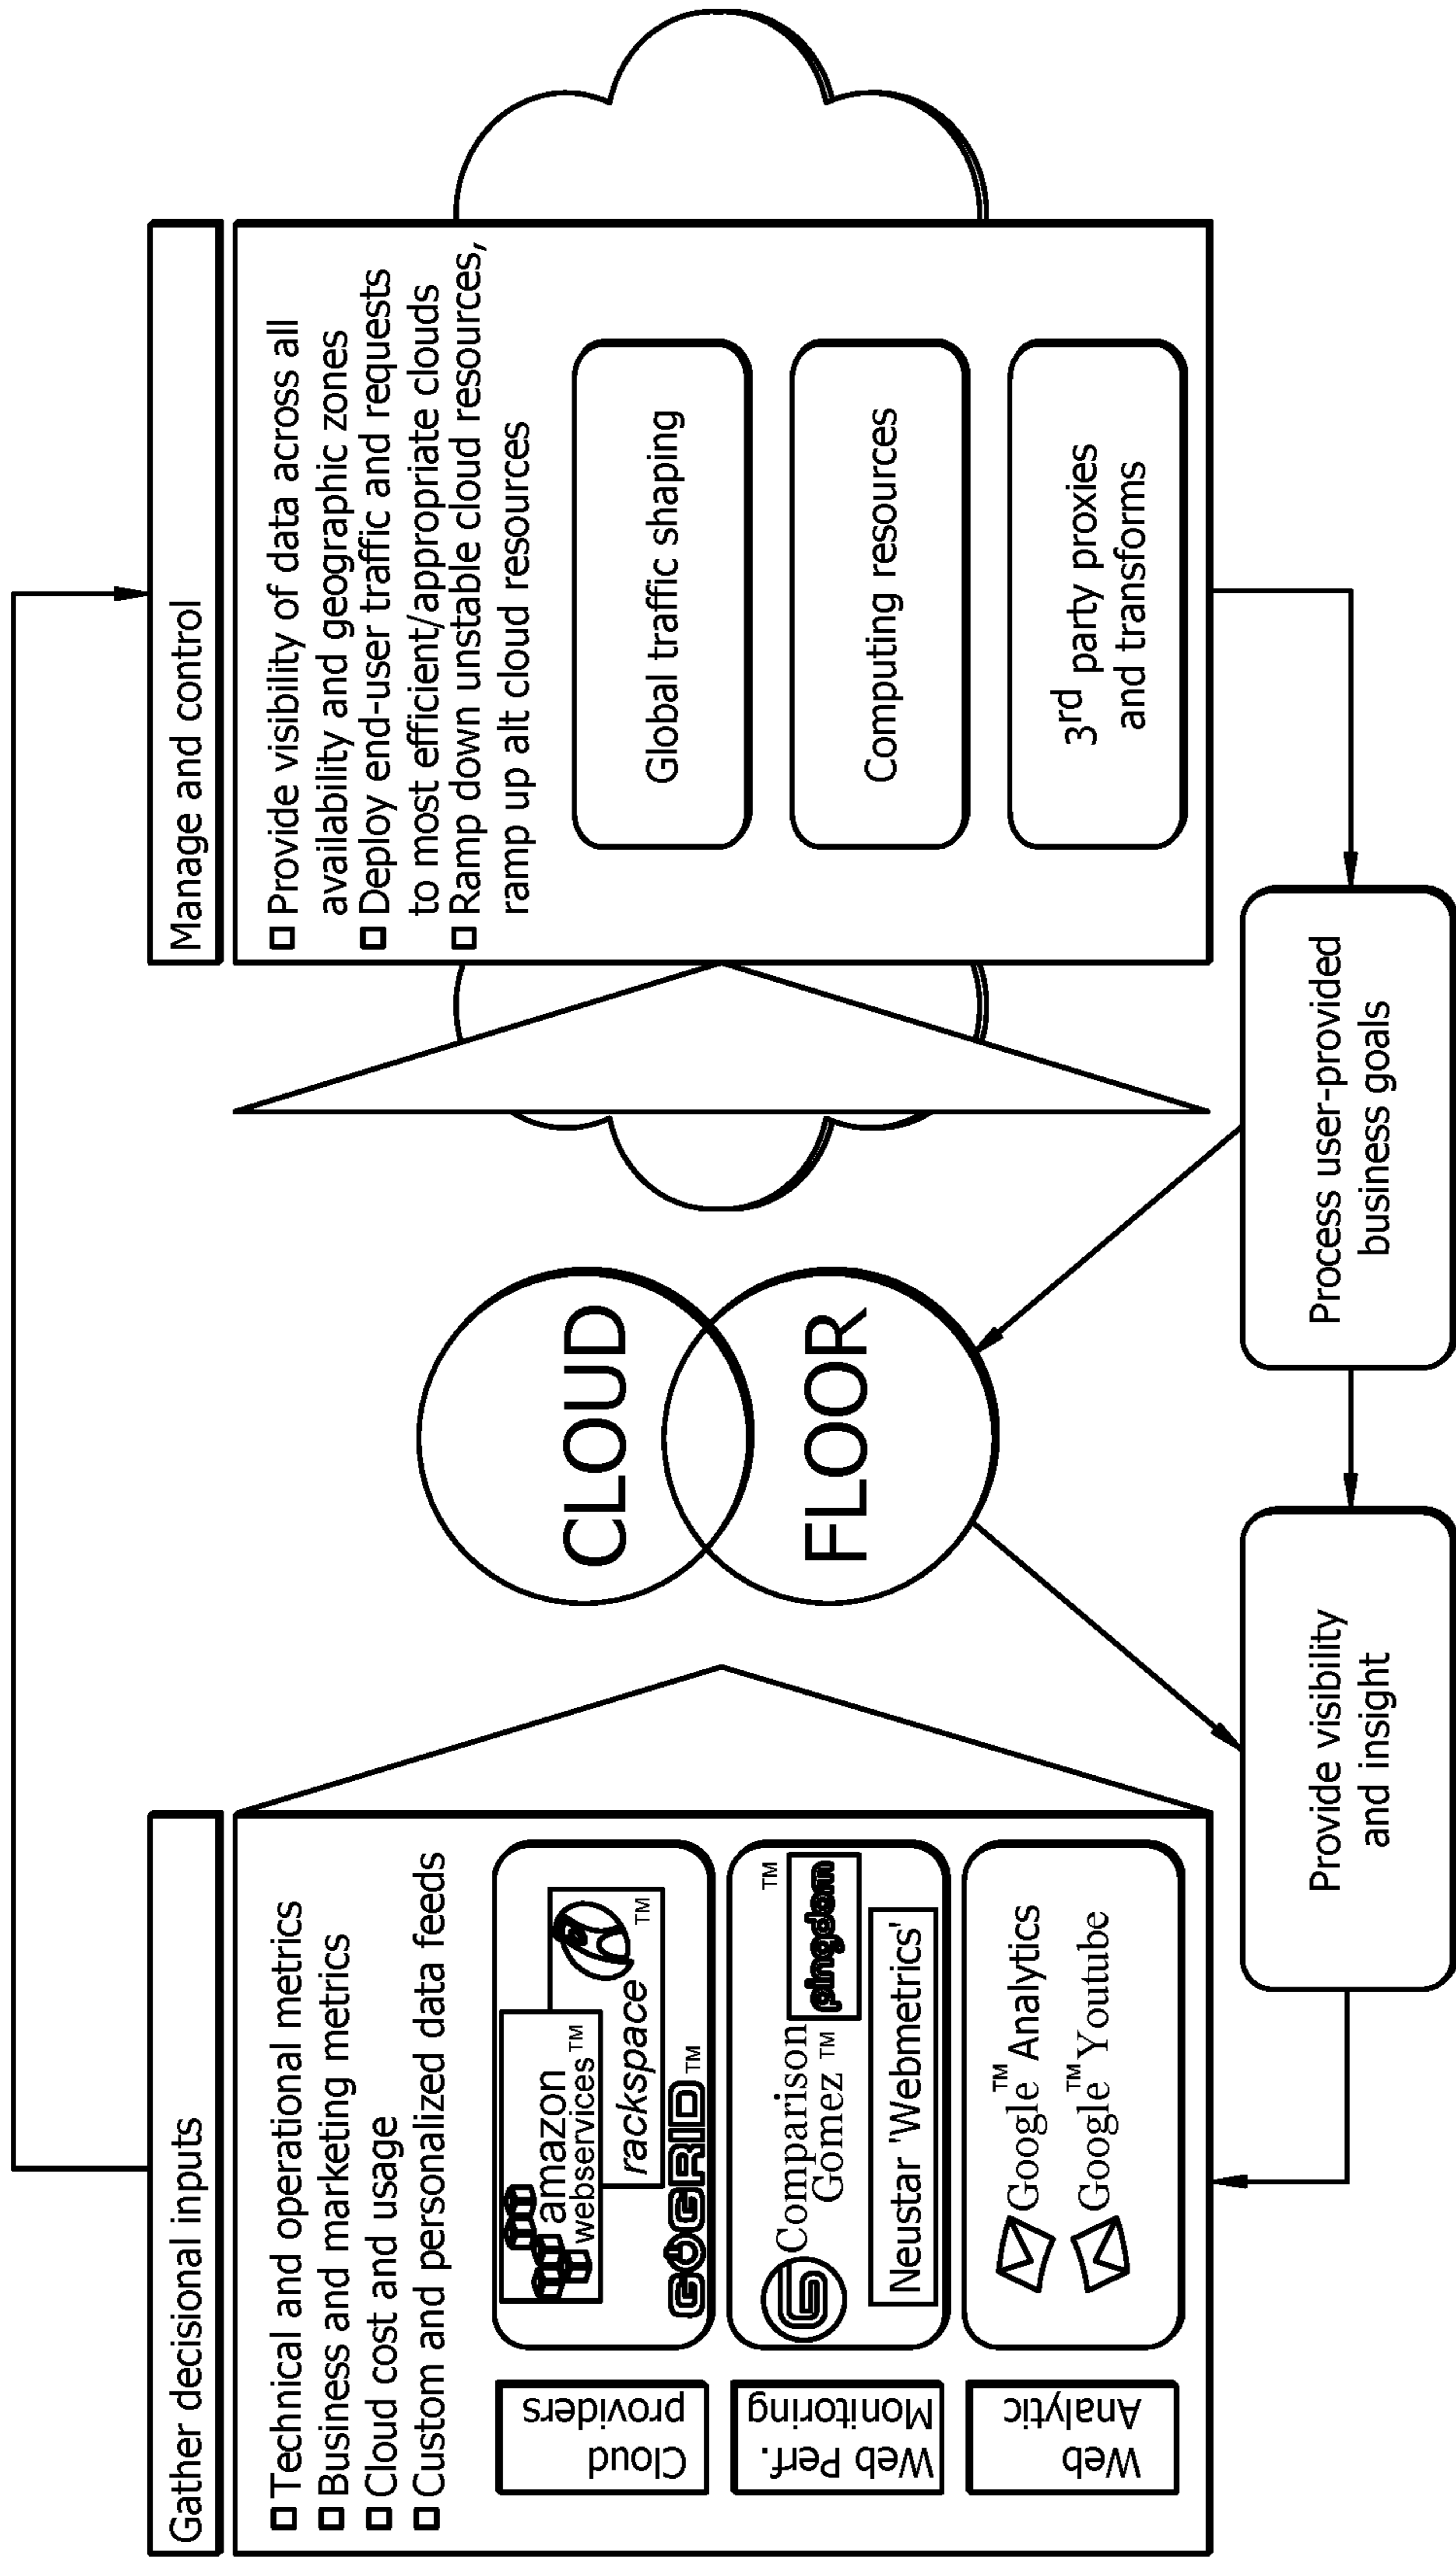 Gather decisional inputs
Technical and operational metrics
Business and marketing metrics
Cloud cost and usage
Custom and personalized data feeds
Cloud
providers
amazon
webservices™
rackspace
TM
GOGRID™
Web Perf.
Monitoring
Comparison
Gomez ™
TM
pingdom
Neustar 'Webmetrics'
Web
Analytic
Google™ Analytics
Google™ Youtube
CLOUD
FLOOR
Manage and control
Provide visibility of data across all
availability and geographic zones
Deploy end-user traffic and requests
to most efficient/appropriate clouds
Ramp down unstable cloud resources,
ramp up alt cloud resources
Global traffic shaping
Computing resources
3rd party proxies
and transforms
Provide visibility
and insight
Process user-provided
business goals